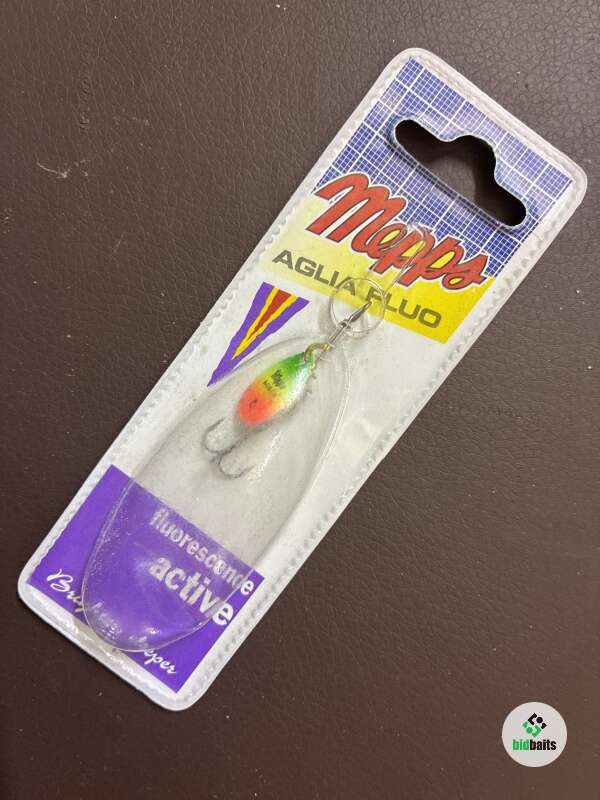 Mepps
AGLIA FLUO
fluorescence
active
bidbaits